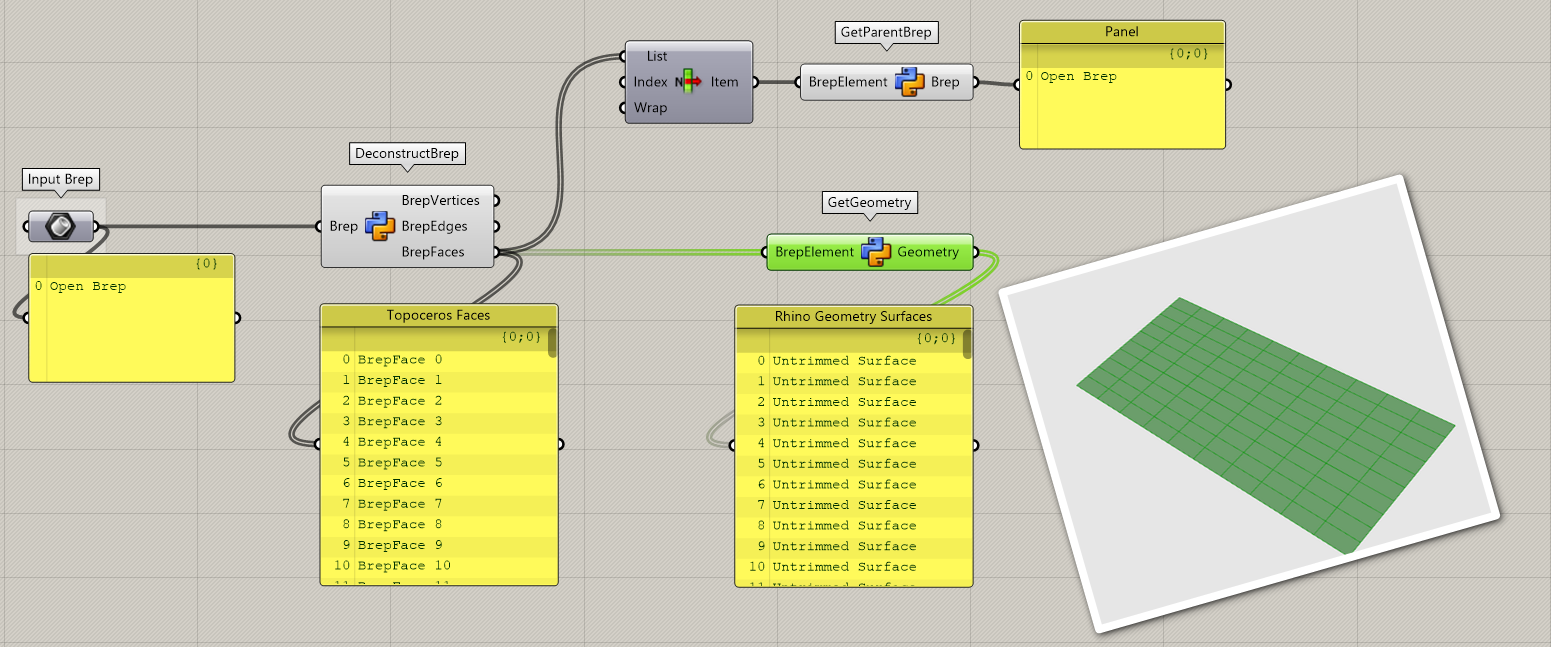 GetParentBrep
Panel
{0;0}
0 Open Brep
List
Index
Wrap
N
Item
BrepElement
Brep
DeconstructBrep
Input Brep
Brep
BrepVertices
BrepEdges
BrepFaces
GetGeometry
BrepElement
Geometry
{0}
0 Open Brep
Topoceros Faces
{0;0}
0 BrepFace 0
1 BrepFace 1
2 BrepFace 2
3 BrepFace 3
4 BrepFace 4
5 BrepFace 5
6 BrepFace 6
7 BrepFace 7
8 BrepFace 8
9 BrepFace 9
10 BrepFace 10
Rhino Geometry Surfaces
{0;0}
0 Untrimmed Surface
1 Untrimmed Surface
2 Untrimmed Surface
3 Untrimmed Surface
4 Untrimmed Surface
5 Untrimmed Surface
6 Untrimmed Surface
7 Untrimmed Surface
8 Untrimmed Surface
9 Untrimmed Surface
10 Untrimmed Surface